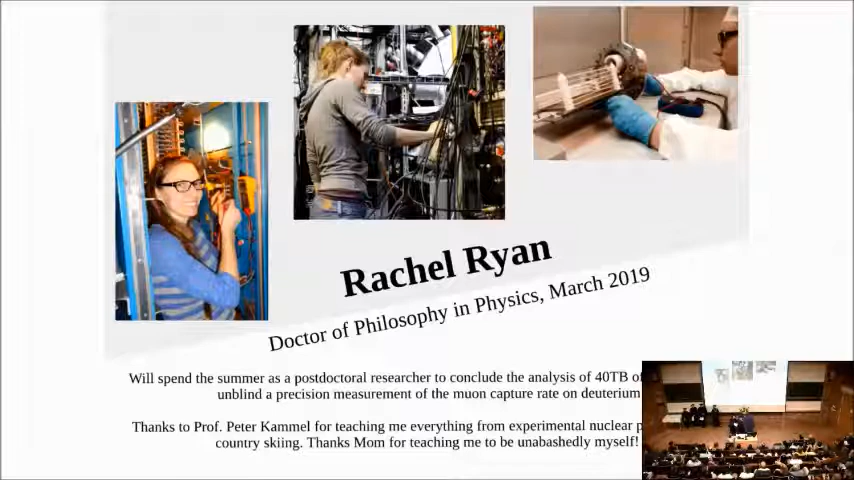 Rachel Ryan
Doctor of Philosophy in Physics, March 2019
Will spend the summer as a postdoctoral researcher to conclude the analysis of 40TB
unblind a precision measurement of the muon capture rate on deuterium
Thanks to Prof. Peter Kammel for teaching me everything from experimental nuclear
country skiing. Thanks Mom for teaching me to be unabashedly myself!